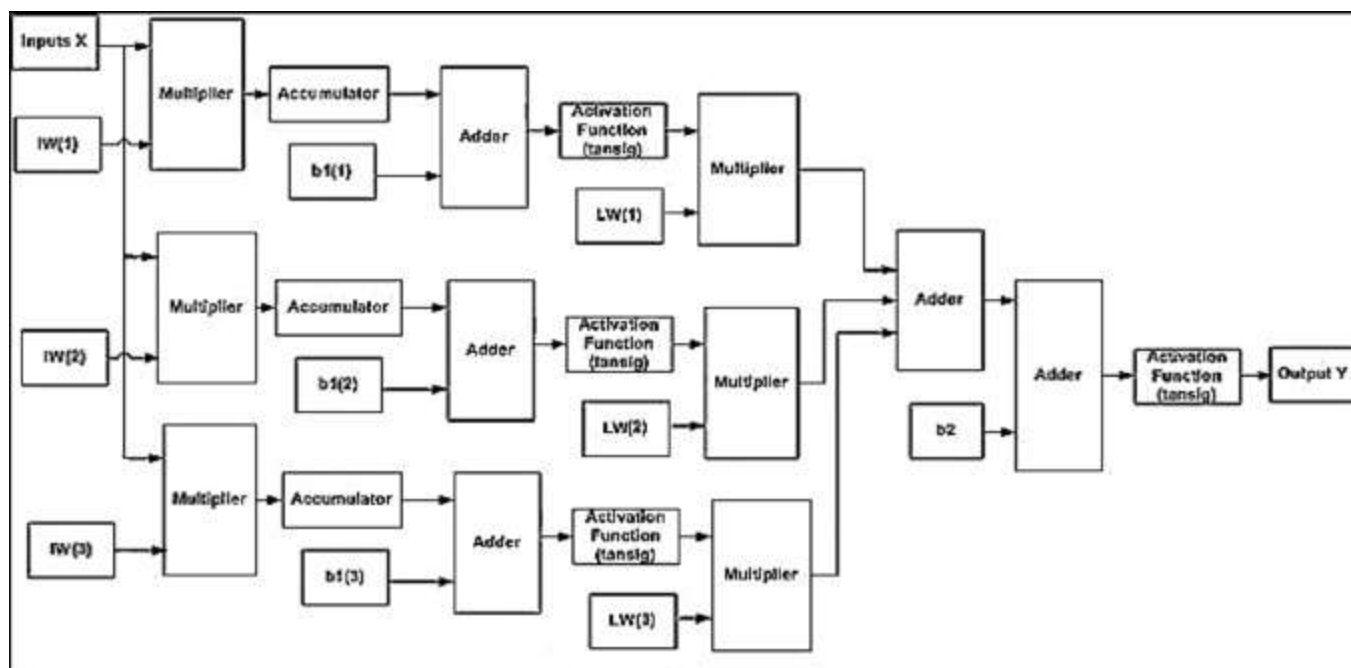 Inputs X
IW(1)
Multiplier
Accumulator
b1(1)
Adder
Activation
Function
(tansig)
LW(1)
Multiplier
IW(2)
Multiplier
Accumulator
b1(2)
Adder
Activation
Function
(tansig)
LW(2)
Multiplier
IW(3)
Multiplier
Accumulator
b1(3)
Adder
Activation
Function
(tansig)
LW(3)
Multiplier
Adder
b2
Adder
Activation
Function
(tansig)
Output Y